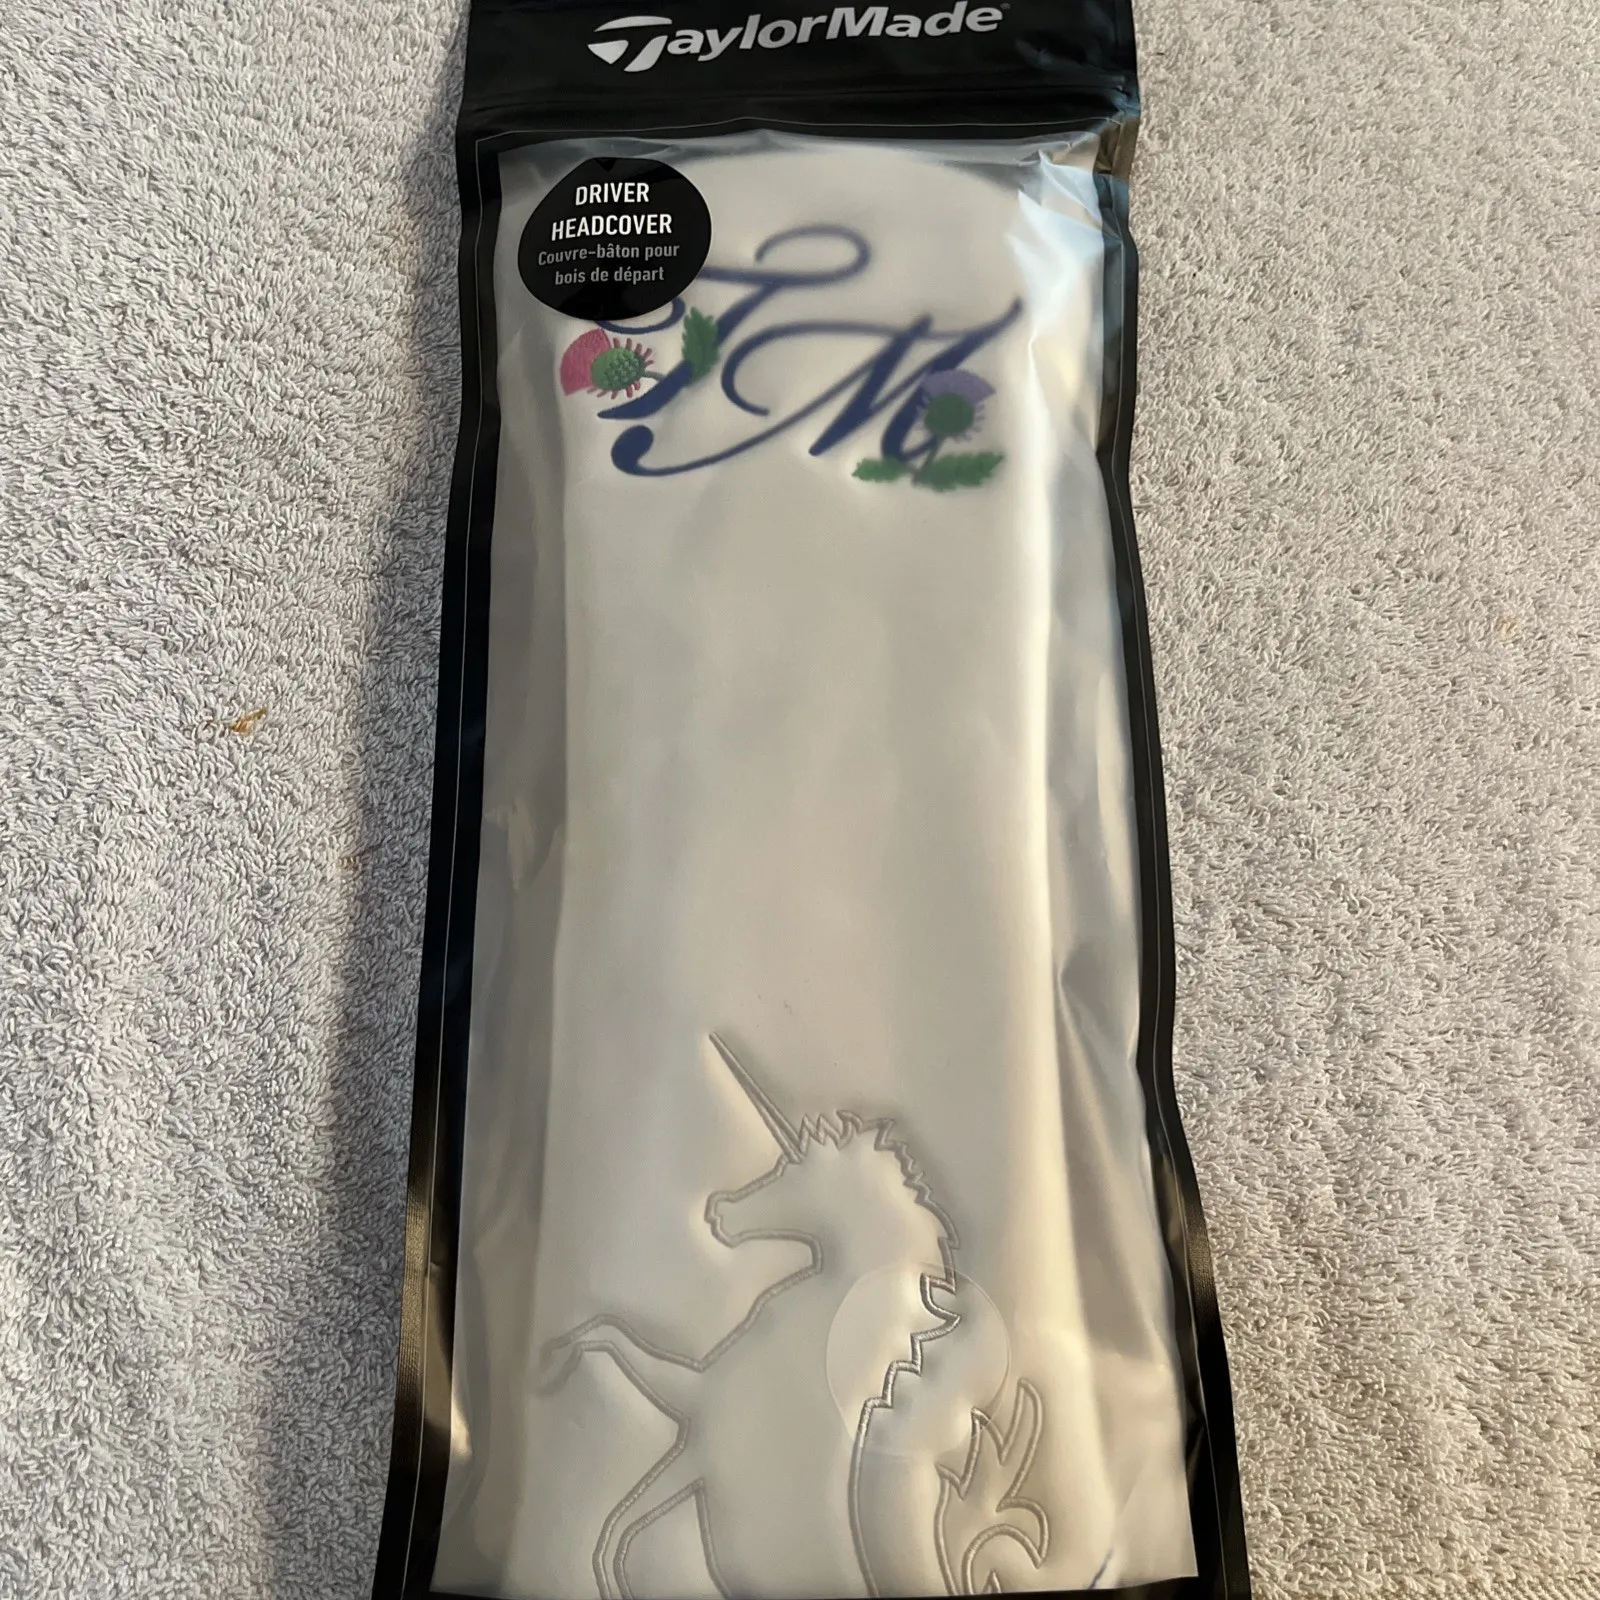 TaylorMade
DRIVER
HEADCOVER
Couvre-bâton pour
bois de départ
TM